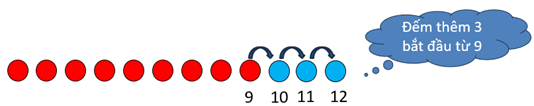 Đếm thêm 3
bắt đầu từ 9
9 10 11 12